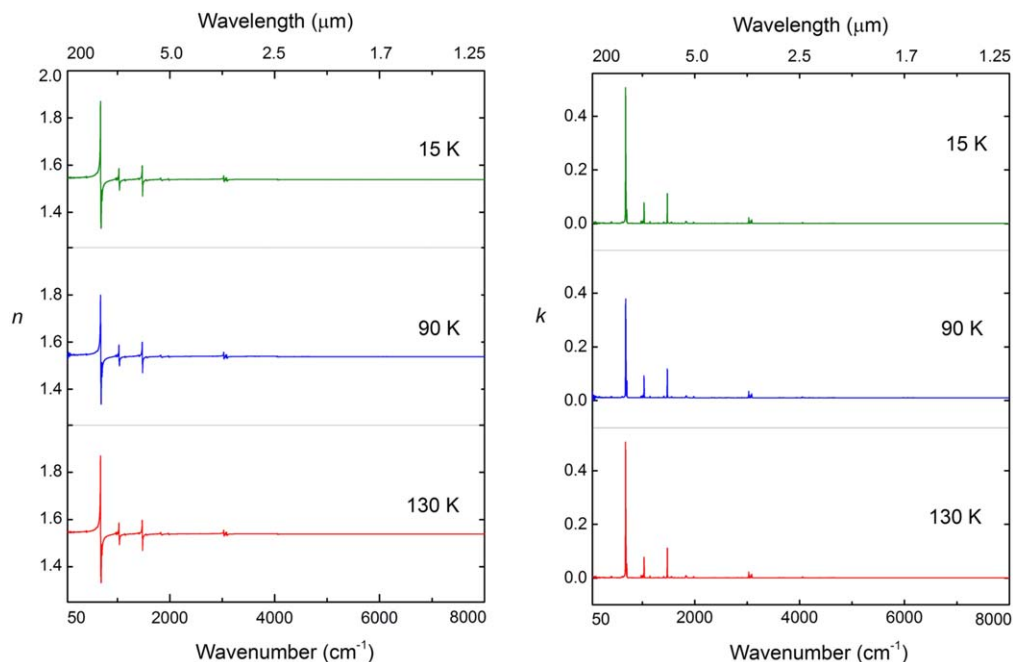 Wavelength (μm)
200 5.0 2.5 1.7 1.25
2.0
1.8
1.6
1.4
15 K
1.8
1.6
1.4
90 K
n
1.8
1.6
1.4
130 K
50 2000 4000 6000 8000
Wavenumber (cm⁻¹)
Wavelength (μm)
200 5.0 2.5 1.7 1.25
0.4
0.2
0.0
15 K
0.4
0.2
0.0
90 K
k
0.4
0.2
0.0
130 K
50 2000 4000 6000 8000
Wavenumber (cm⁻¹)